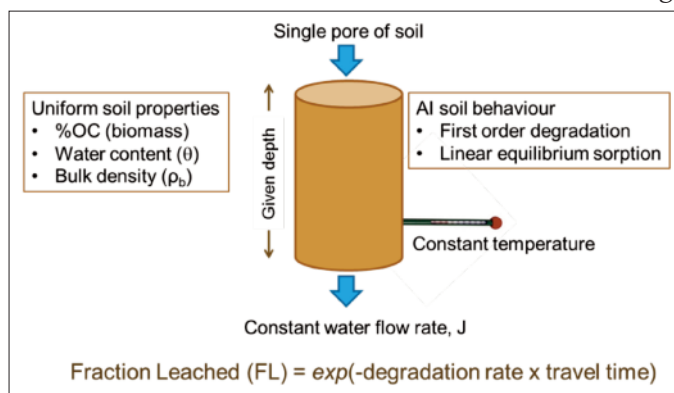 Single pore of soil
Uniform soil properties
• %OC (biomass)
• Water content (θ)
• Bulk density (ρb)
Given depth
AI soil behaviour
• First order degradation
• Linear equilibrium sorption
Constant temperature
Constant water flow rate, J
Fraction Leached (FL) = exp(-degradation rate x travel time)